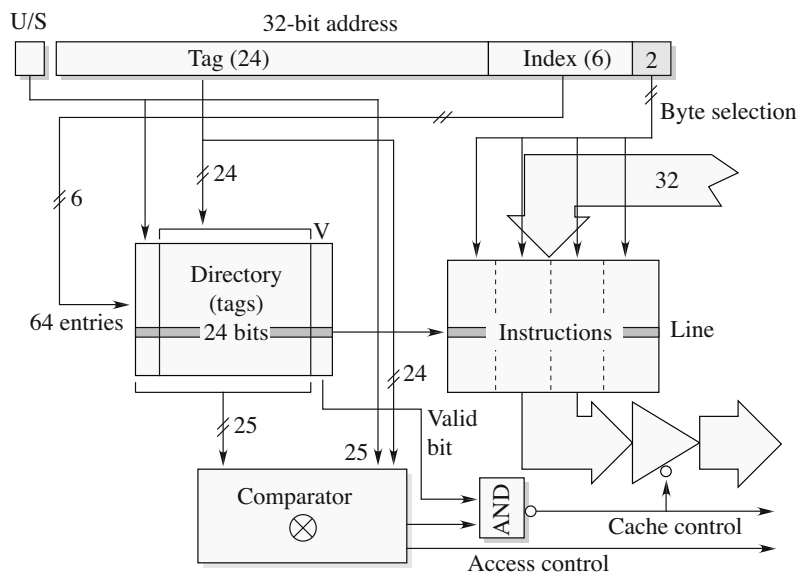 U/S
32-bit address
Tag (24)
Index (6)
2
Byte selection
24
32
6
V
Directory
(tags)
64 entries
24 bits
Instructions
Line
24
25
Valid
bit
25
Comparator
AND
Cache control
Access control